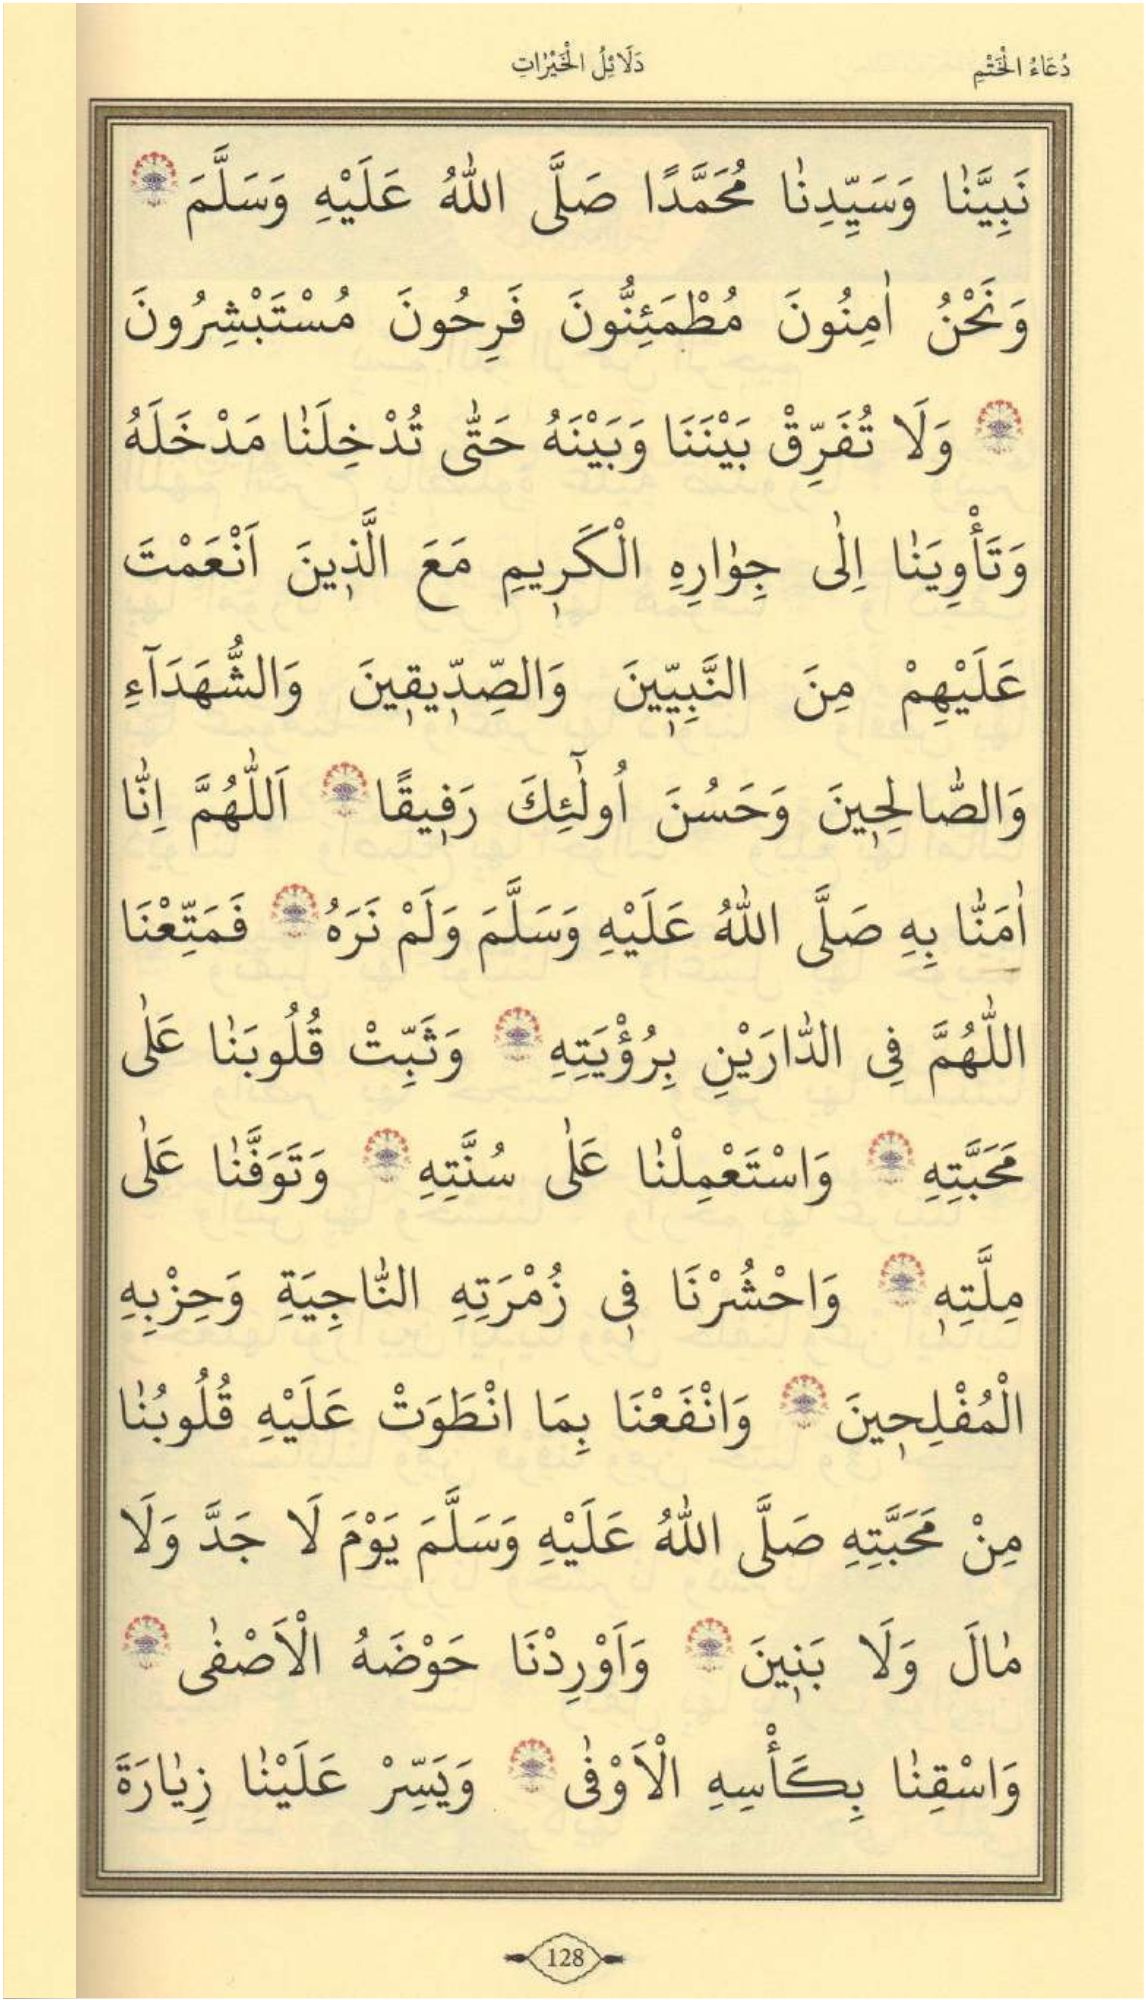 دُعَاءُ الْخَتْمِ
دَلَائِلُ الْخَيْرَاتِ
نَبِيَّنَا وَسَيِّدِنَا مُحَمَّدًا صَلَّى اللّٰهُ عَلَيْهِ وَسَلَّمَ
وَنَحْنُ اٰمِنُونَ مُطْمَئِنُّونَ فَرِحُونَ مُسْتَبْشِرُونَ
وَلَا تُفَرِّقْ بَيْنَنَا وَبَيْنَهُ حَتّٰى تُدْخِلَنَا مَدْخَلَهُ
وَتَأْوِيَنَا اِلٰى جِوٰارِهِ الْكَرٖيمِ مَعَ الَّذٖينَ اَنْعَمْتَ
عَلَيْهِمْ مِنَ النَّبِيّٖينَ وَالصِّدّٖيقٖينَ وَالشُّهَدَآءِ
وَالصَّالِحٖينَ وَحَسُنَ اُولٰٓئِكَ رَفٖيقًا اَللّٰهُمَّ اِنَّا
اٰمَنَّا بِهِ صَلَّى اللّٰهُ عَلَيْهِ وَسَلَّمَ وَلَمْ نَرَهُ فَمَتِّعْنَا
اللّٰهُمَّ فِى الدَّارَيْنِ بِرُؤْيَتِهِ وَثَبِّتْ قُلُوبَنَا عَلٰى
مَحَبَّتِهِ وَاسْتَعْمِلْنَا عَلٰى سُنَّتِهِ وَتَوَفَّنَا عَلٰى
مِلَّتِهٖ وَاحْشُرْنَا فٖى زُمْرَتِهِ النَّاجِيَةِ وَحِزْبِهِ
الْمُفْلِحٖينَ وَانْفَعْنَا بِمَا انْطَوَتْ عَلَيْهِ قُلُوبُنَا
مِنْ مَحَبَّتِهِ صَلَّى اللّٰهُ عَلَيْهِ وَسَلَّمَ يَوْمَ لَا جَدَّ وَلَا
مٰالَ وَلَا بَنٖينَ وَاَوْرِدْنَا حَوْضَهُ الْاَصْفٰى
وَاسْقِنَا بِكَأْسِهِ الْاَوْفٰى وَيَسِّرْ عَلَيْنَا زِيٰارَةَ
128